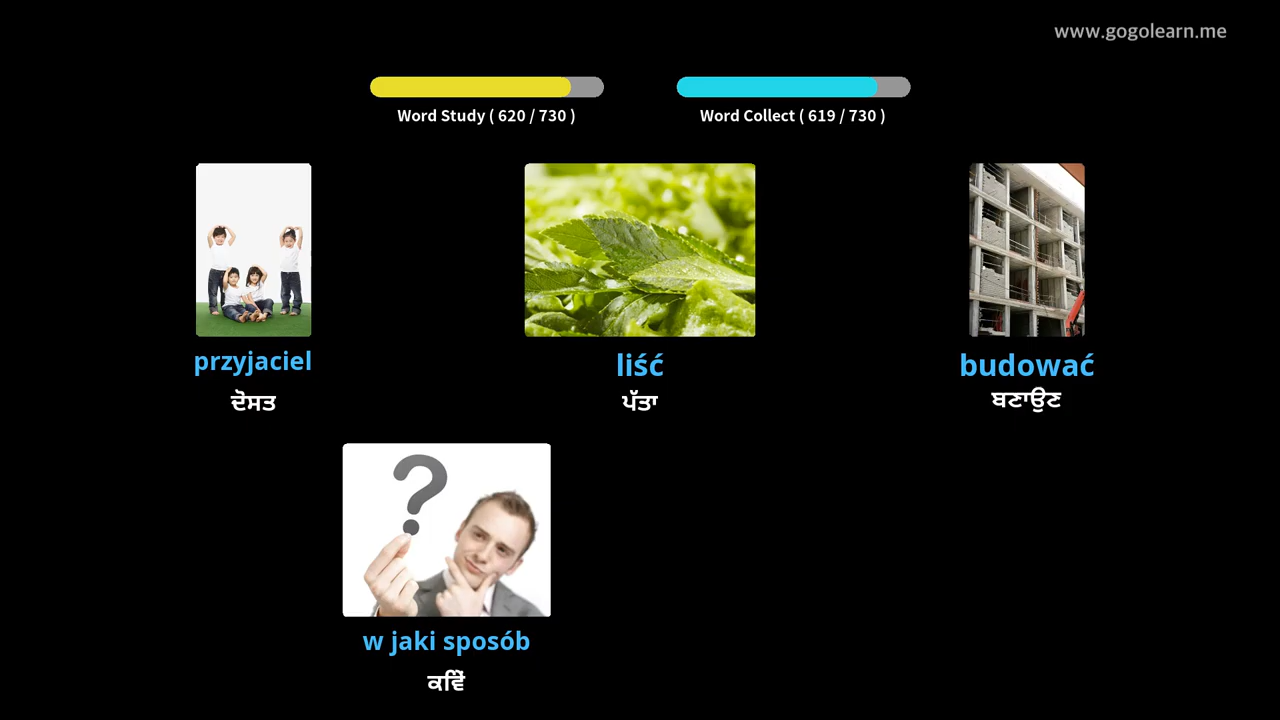 www.gogolearn.me
Word Study ( 620 / 730 )
Word Collect ( 619 / 730 )
przyjaciel
ਦੋਸਤ
liść
ਪੱਤਾ
budować
ਬਣਾਉਣ
w jaki sposób
ਕਵਿੇਂ